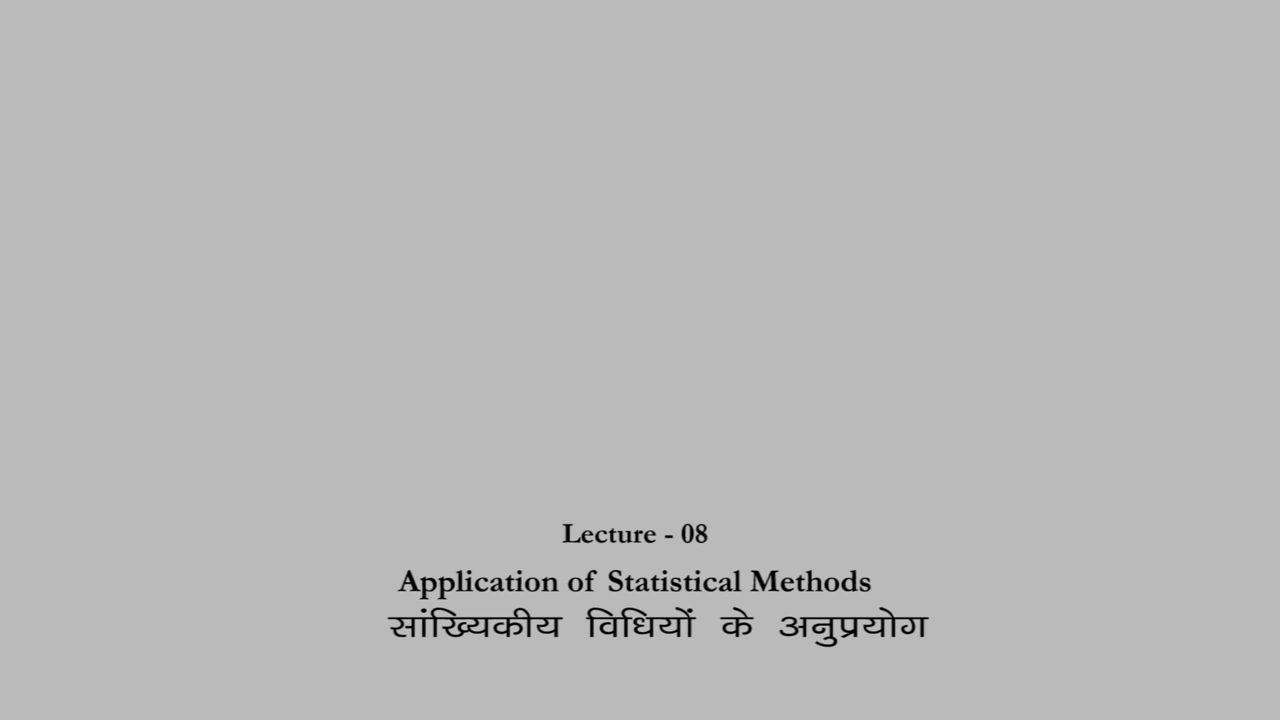 Lecture - 08
Application of Statistical Methods
सांख्यिकीय विधियों के अनुप्रयोग